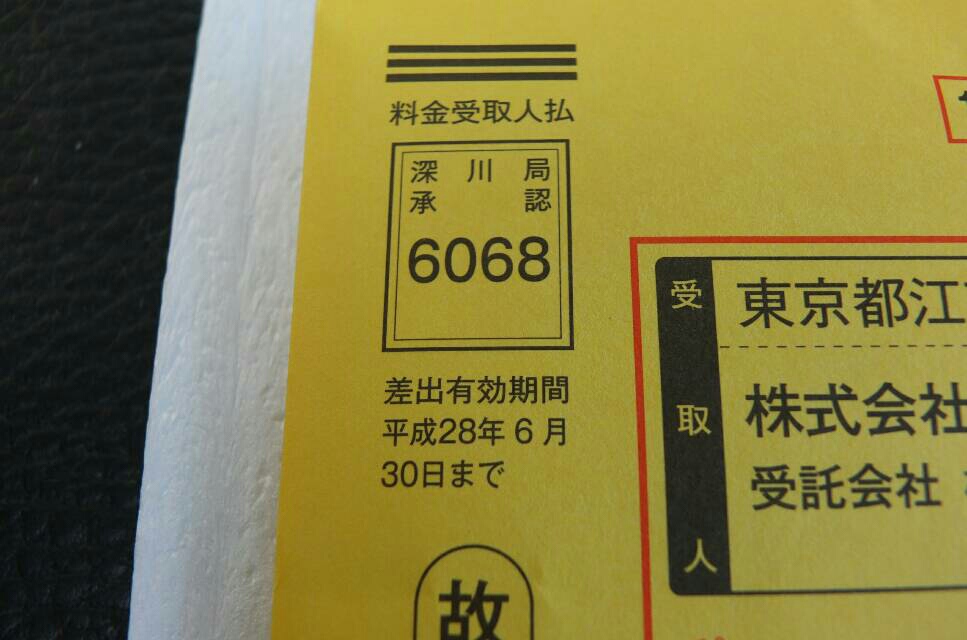 料金受取人払
深川局
承認
6068
差出有効期間
平成28年6月
30日まで
受取人
東京都江
株式会社
受託会社
故